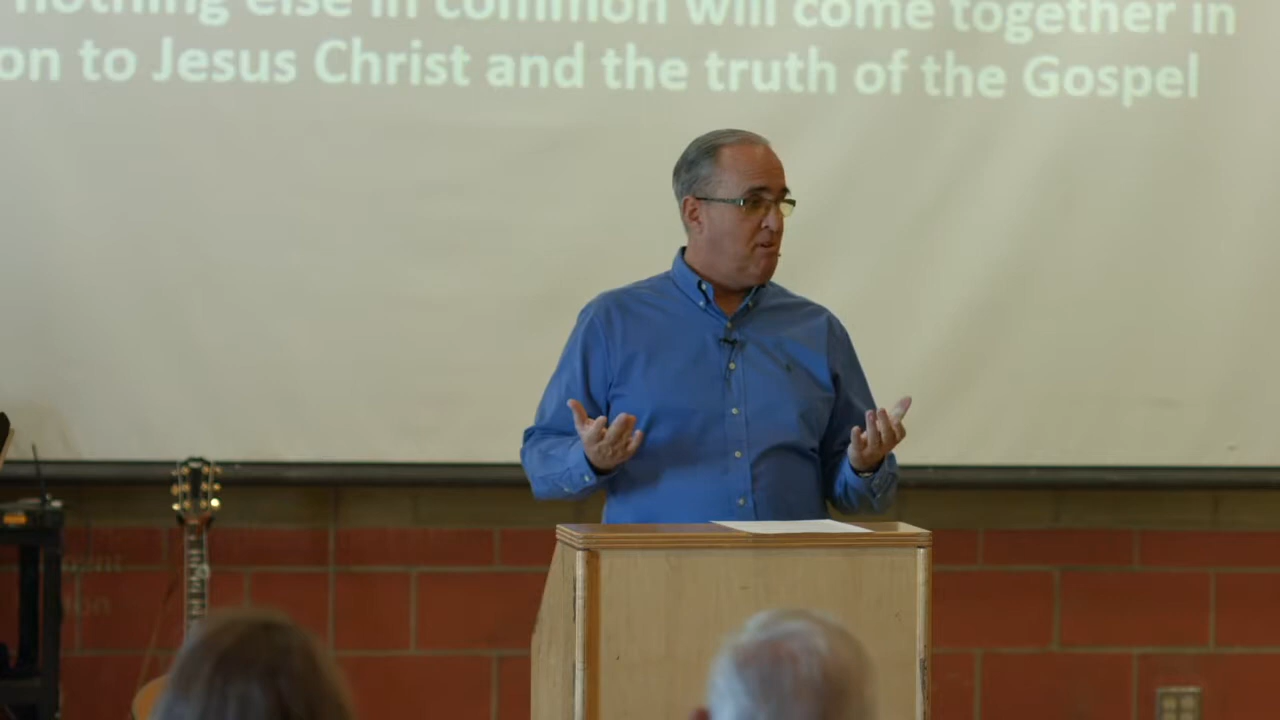 nothing else in common will come together in
on to Jesus Christ and the truth of the Gospel